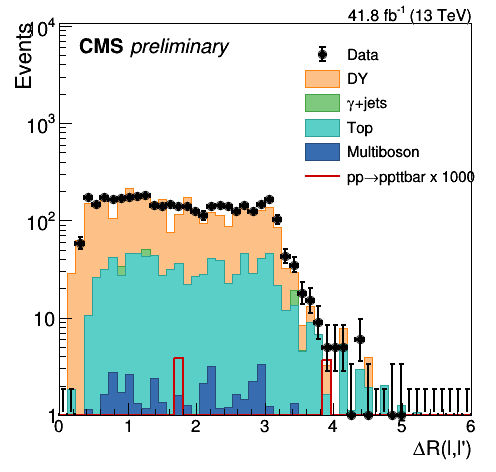 41.8 fb⁻¹ (13 TeV)
CMS preliminary
Events
Data
DY
γ+jets
Top
Multiboson
pp→ppttbar x 1000
10⁴
10³
10²
10
1
0 1 2 3 4 5 6
ΔR(l,l')